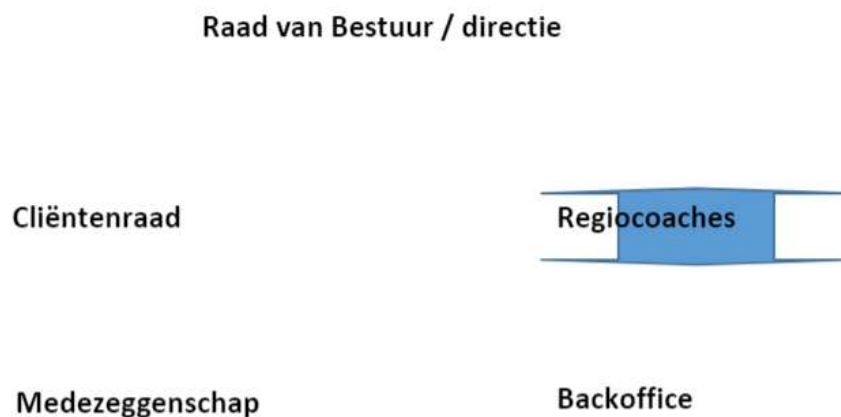 Raad van Bestuur / directie
Cliëntenraad
Regiocoaches
Medezeggenschap
Backoffice